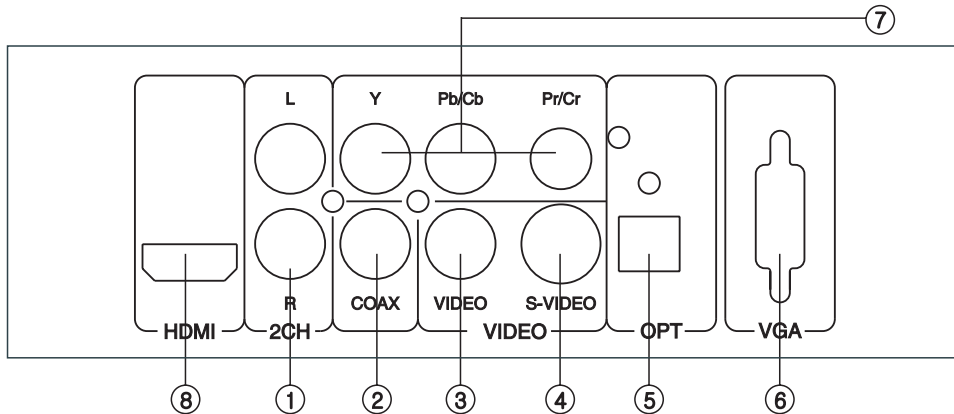 ⑦
L Y Pb/Cb Pr/Cr
R COAX VIDEO S-VIDEO
HDMI 2CH VIDEO OPT VGA
⑧ ① ② ③ ④ ⑤ ⑥